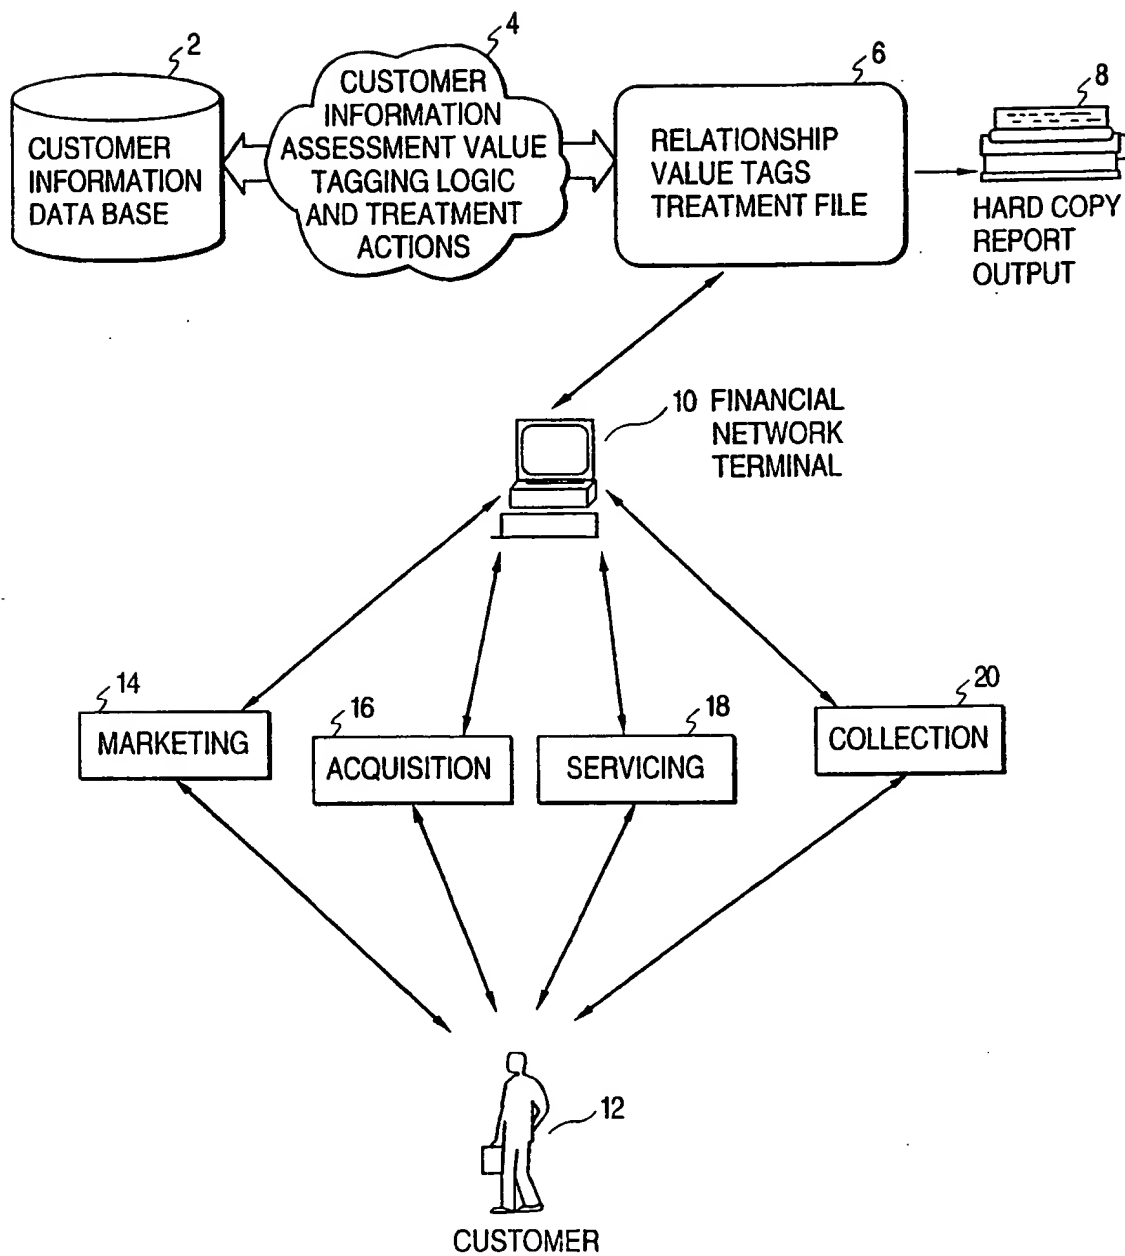 2
CUSTOMER
INFORMATION
DATA BASE
4
CUSTOMER
INFORMATION
ASSESSMENT VALUE
TAGGING LOGIC
AND TREATMENT
ACTIONS
6
RELATIONSHIP
VALUE TAGS
TREATMENT FILE
8
HARD COPY
REPORT
OUTPUT
10 FINANCIAL
NETWORK
TERMINAL
14
MARKETING
16
ACQUISITION
18
SERVICING
20
COLLECTION
12
CUSTOMER